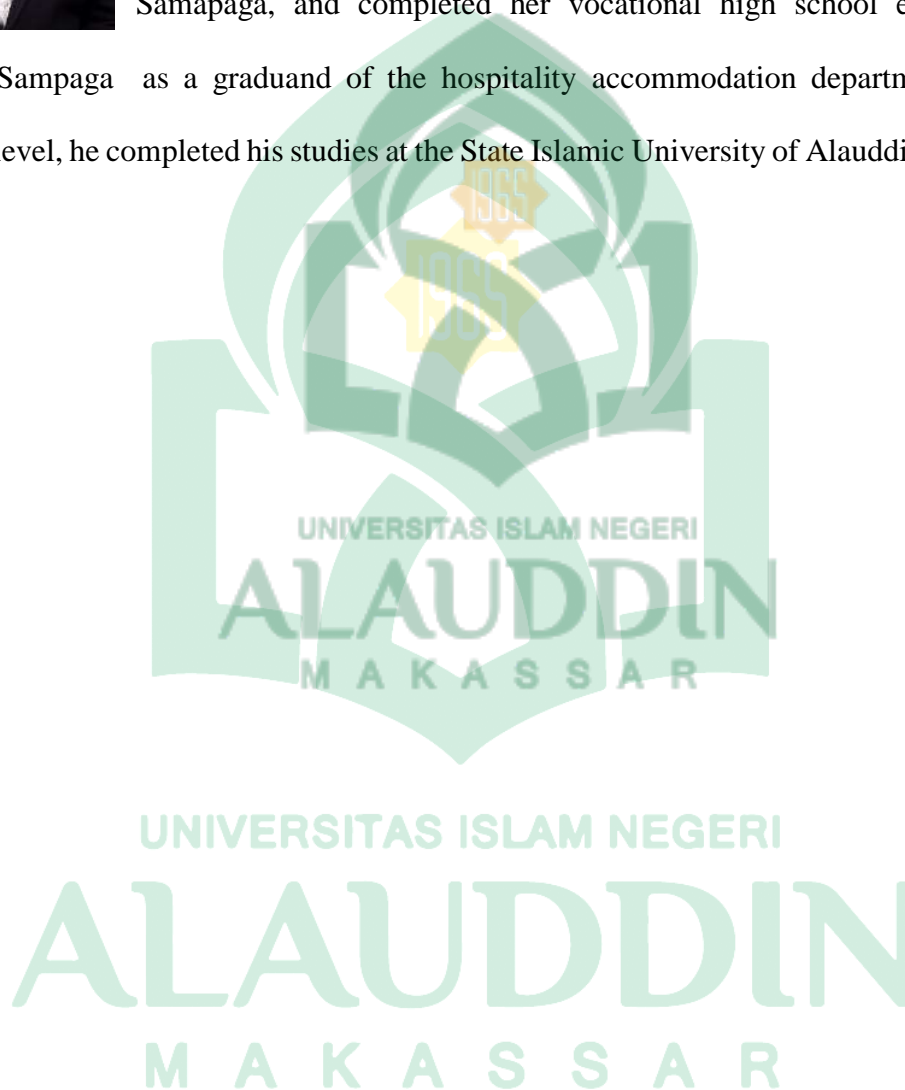 Samapaga, and completed her vocational high school e
Sampaga as a graduand of the hospitality accommodation departm
level, he completed his studies at the State Islamic University of Alauddi
1965
1965
UNIVERSITAS ISLAM NEGERI
ALAUDDIN
MAKASSAR
UNIVERSITAS ISLAM NEGERI
ALAUDDIN
MAKASSAR